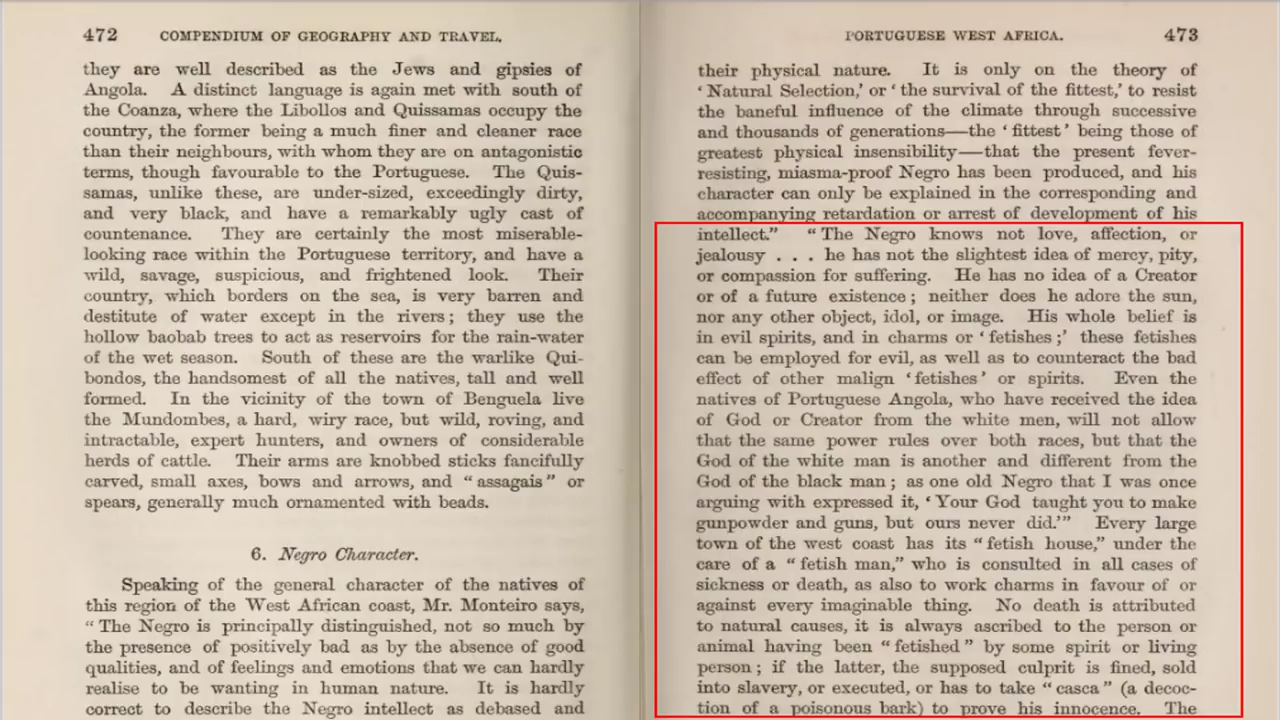 472 COMPENDIUM OF GEOGRAPHY AND TRAVEL.
they are well described as the Jews and gipsies of
Angola. A distinct language is again met with south of
the Coanza, where the Libollos and Quissamas occupy the
country, the former being a much finer and cleaner race
than their neighbours, with whom they are on antagonistic
terms, though favourable to the Portuguese. The Quis-
samas, unlike these, are under-sized, exceedingly dirty,
and very black, and have a remarkably ugly cast of
countenance. They are certainly the most miserable-
looking race within the Portuguese territory, and have a
wild, savage, suspicious, and frightened look. Their
country, which borders on the sea, is very barren and
destitute of water except in the rivers; they use the
hollow baobab trees to act as reservoirs for the rain-water
of the wet season. South of these are the warlike Qui-
bondos, the handsomest of all the natives, tall and well
formed. In the vicinity of the town of Benguela live
the Mundombes, a hard, wiry race, but wild, roving, and
intractable, expert hunters, and owners of considerable
herds of cattle. Their arms are knobbed sticks fancifully
carved, small axes, bows and arrows, and "assagais" or
spears, generally much ornamented with beads.
6. Negro Character.
Speaking of the general character of the natives of
this region of the West African coast, Mr. Monteiro says,
"The Negro is principally distinguished, not so much by
the presence of positively bad as by the absence of good
qualities, and of feelings and emotions that we can hardly
realise to be wanting in human nature. It is hardly
correct to describe the Negro intellect as debased and
PORTUGUESE WEST AFRICA. 473
their physical nature. It is only on the theory of
'Natural Selection,' or 'the survival of the fittest,' to resist
the baneful influence of the climate through successive
and thousands of generations—the 'fittest' being those of
greatest physical insensibility—that the present fever-
resisting, miasma-proof Negro has been produced, and his
character can only be explained in the corresponding and
accompanying retardation or arrest of development of his
intellect." "The Negro knows not love, affection, or
jealousy . . . he has not the slightest idea of mercy, pity,
or compassion for suffering. He has no idea of a Creator
or of a future existence; neither does he adore the sun,
nor any other object, idol, or image. His whole belief is
in evil spirits, and in charms or 'fetishes;' these fetishes
can be employed for evil, as well as to counteract the bad
effect of other malign 'fetishes' or spirits. Even the
natives of Portuguese Angola, who have received the idea
of God or Creator from the white men, will not allow
that the same power rules over both races, but that the
God of the white man is another and different from the
God of the black man; as one old Negro that I was once
arguing with expressed it, 'Your God taught you to make
gunpowder and guns, but ours never did.'" Every large
town of the west coast has its "fetish house," under the
care of a "fetish man," who is consulted in all cases of
sickness or death, as also to work charms in favour of or
against every imaginable thing. No death is attributed
to natural causes, it is always ascribed to the person or
animal having been "fetished" by some spirit or living
person; if the latter, the supposed culprit is fined, sold
into slavery, or executed, or has to take "casca" (a decoc-
tion of a poisonous bark) to prove his innocence. The